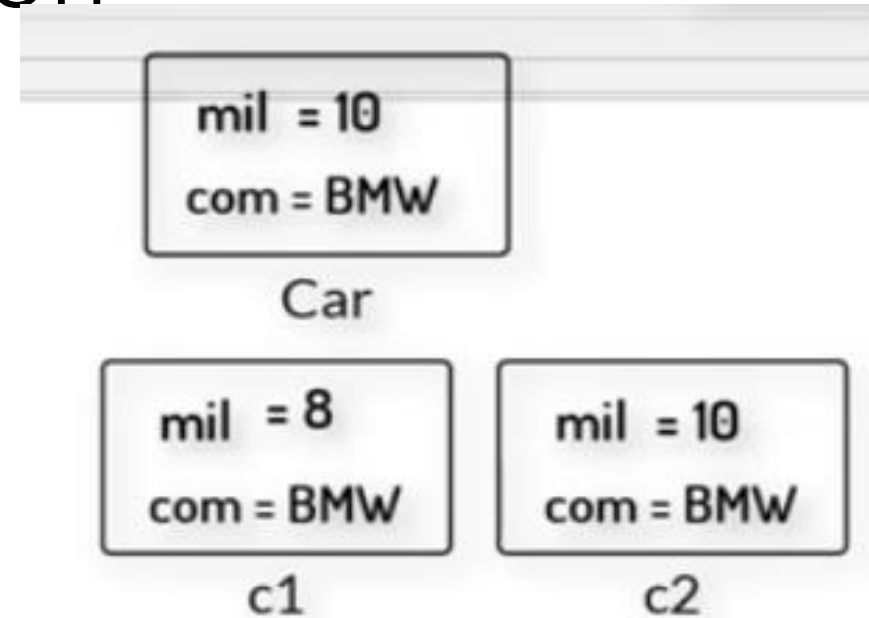 mil = 10
com = BMW
Car
mil = 8
com = BMW
c1
mil = 10
com = BMW
c2